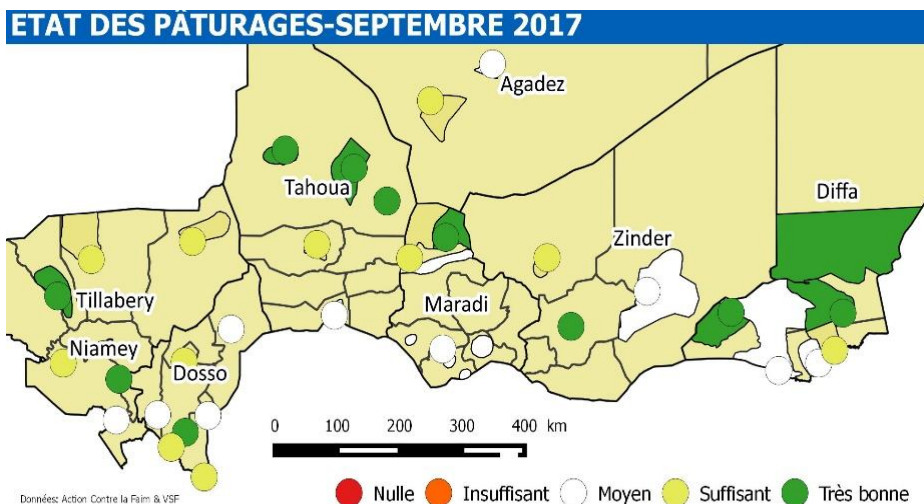 ETAT DES PÂTURAGES-SEPTEMBRE 2017
Agadez
Tahoua
Diffa
Zinder
Tillabery
Maradi
Niamey
Dosso
0 100 200 300 400 km
Nulle Insuffisant Moyen Suffisant Très bonne
Données: Action Contre la Faim & VSF